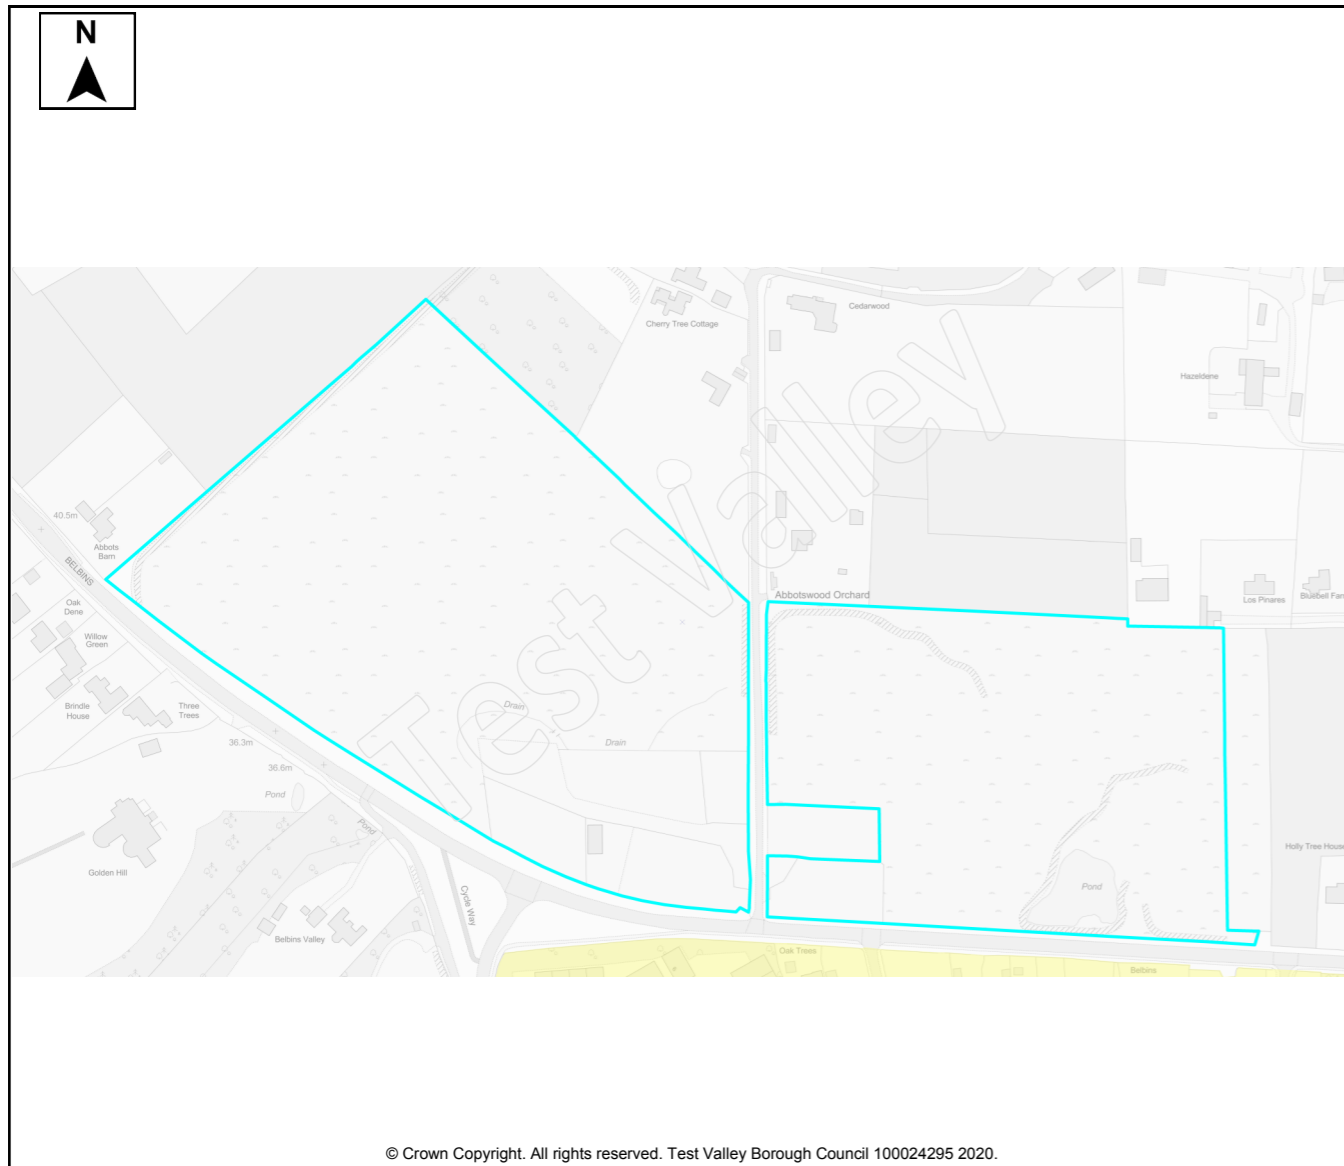 N
Cherry Tree Cottage
Cedarwood
Hazeldene
40.5m
Abbots
Barn
BELBINS
Oak
Dene
Willow
Green
Brindle
House
Three
Trees
36.3m
36.6m
Pond
Pond
Golden Hill
Belbins Valley
Cycle Way
Drain
Drain
Test Valley
Abbotswood Orchard
Los Pinares
Bluebell Fan
Holly Tree House
Pond
Oak Trees
Belbins
© Crown Copyright. All rights reserved. Test Valley Borough Council 100024295 2020.